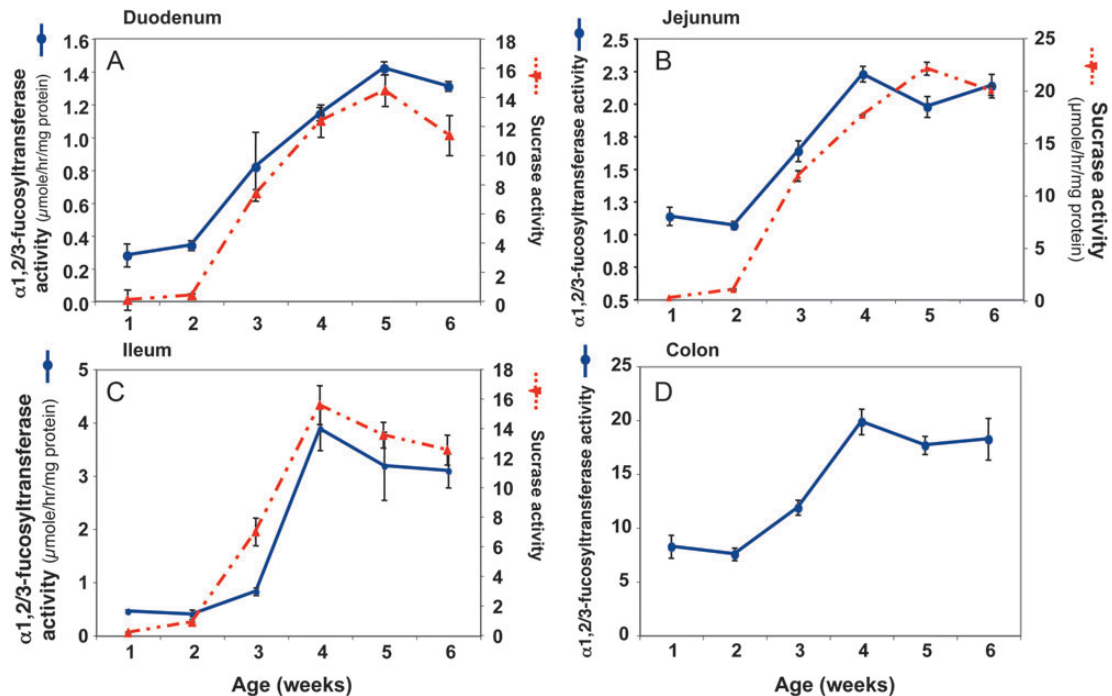 Duodenum
A
α1,2/3-fucosyltransferase
activity (µmole/hr/mg protein)
1.6
1.4
1.2
1.0
0.8
0.6
0.4
0.2
0.0
18
16
14
12
10
8
6
4
2
0
Sucrase activity
1 2 3 4 5 6
Jejunum
B
α1,2/3-fucosyltransferase activity
2.5
2.3
2.0
1.8
1.5
1.3
1.0
0.8
0.5
25
20
15
10
5
0
Sucrase activity
(µmole/hr/mg protein)
1 2 3 4 5 6
Ileum
C
α1,2/3-fucosyltransferase
activity (µmole/hr/mg protein)
5
4
3
2
1
0
18
16
14
12
10
8
6
4
2
0
Sucrase activity
1 2 3 4 5 6
Age (weeks)
Colon
D
α1,2/3-fucosyltransferase activity
25
20
15
10
5
0
1 2 3 4 5 6
Age (weeks)